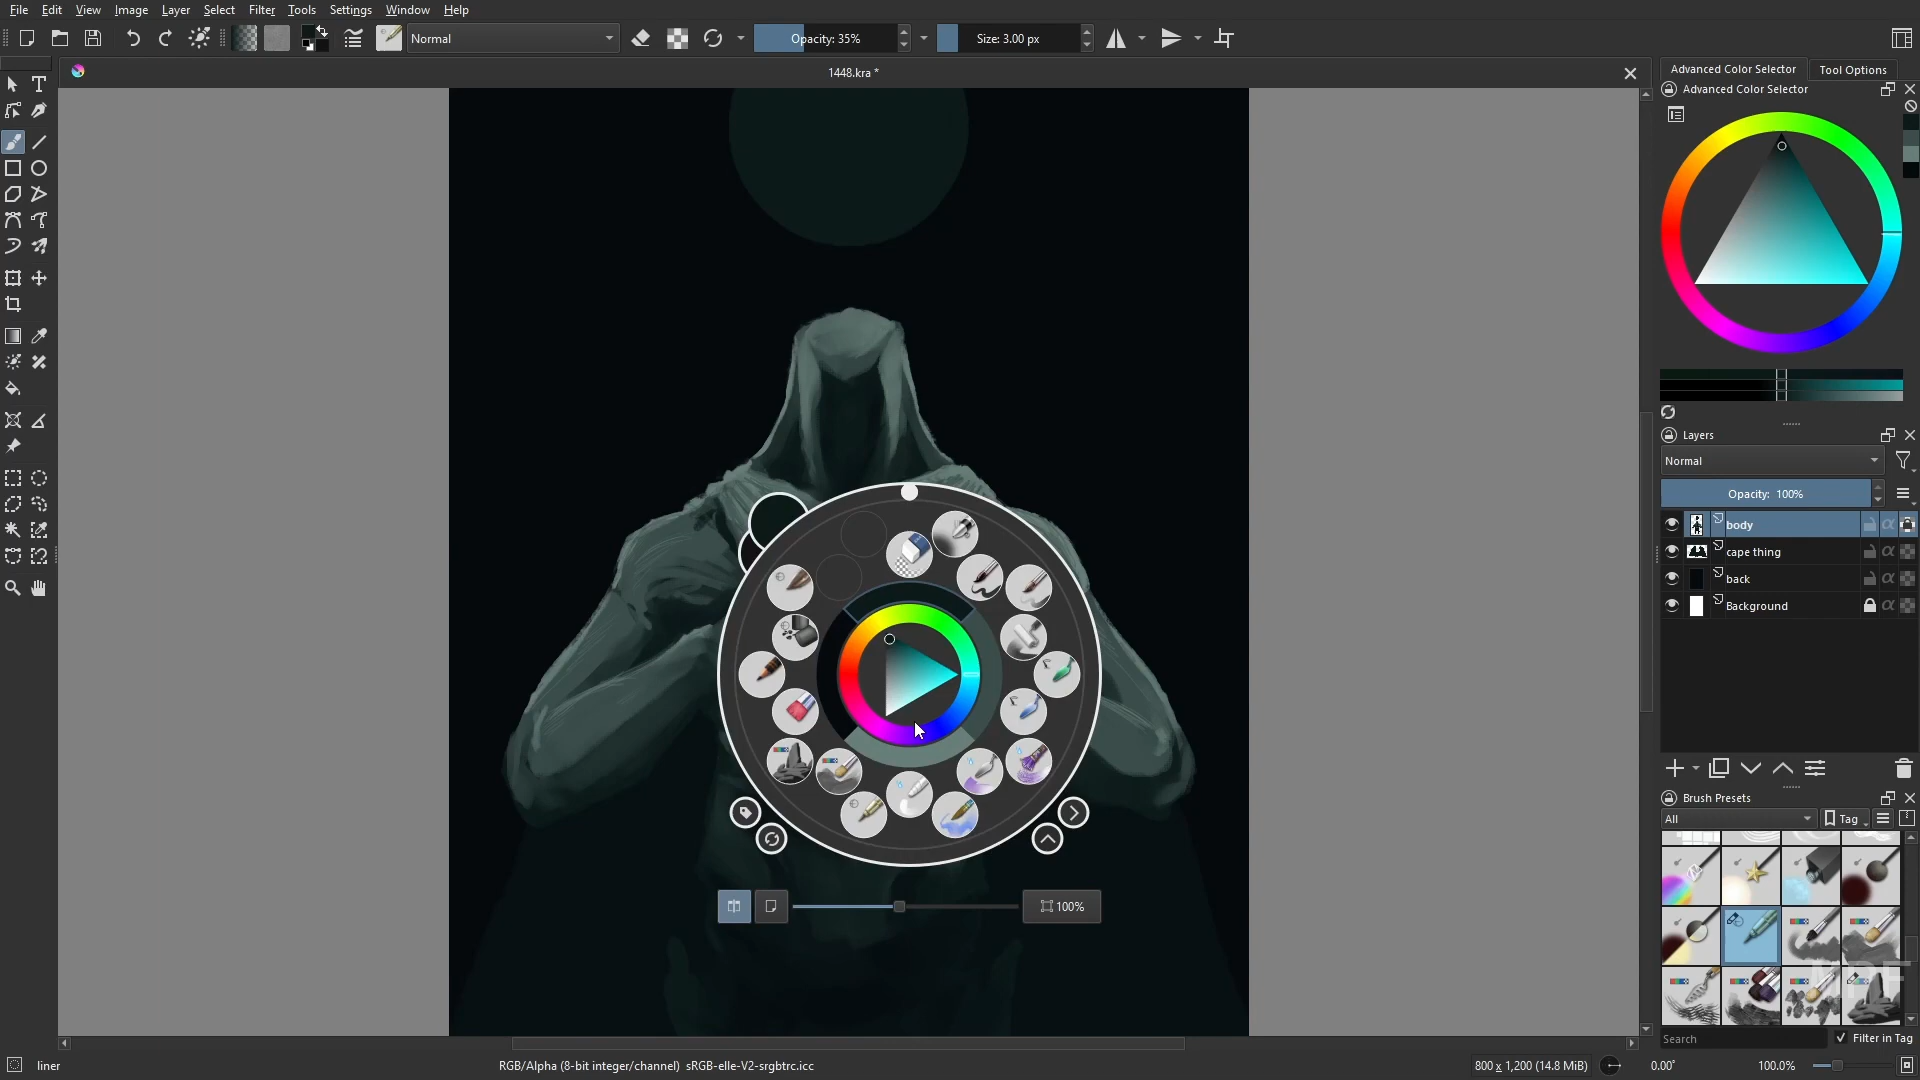 File Edit View Image Layer Select Filter Tools Settings Window Help
Normal
Opacity: 35%
Size: 3.00 px
1448.kra *
Advanced Color Selector
Tool Options
Advanced Color Selector
Layers
Normal
Opacity: 100%
body
cape thing
back
Background
100%
Brush Presets
All
Tag
MPF
Search
Filter in Tag
liner
RGB/Alpha (8-bit integer/channel) sRGB-elle-V2-srgbtrc.icc
800 x 1,200 (14.8 MiB)
0.00°
100.0%